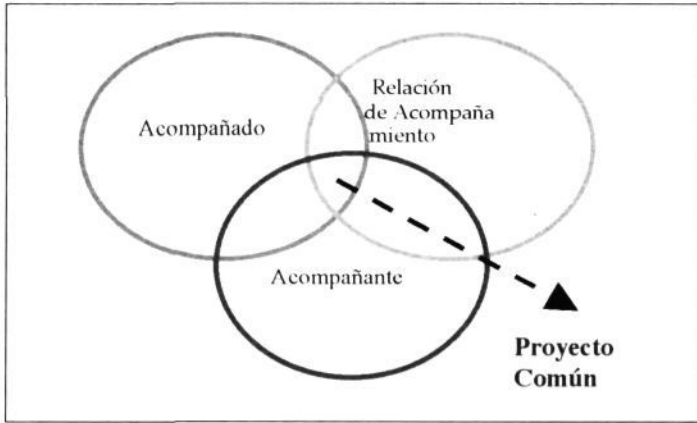 Acompañado
Relación
de Acompaña
miento
Acompañante
Proyecto
Común